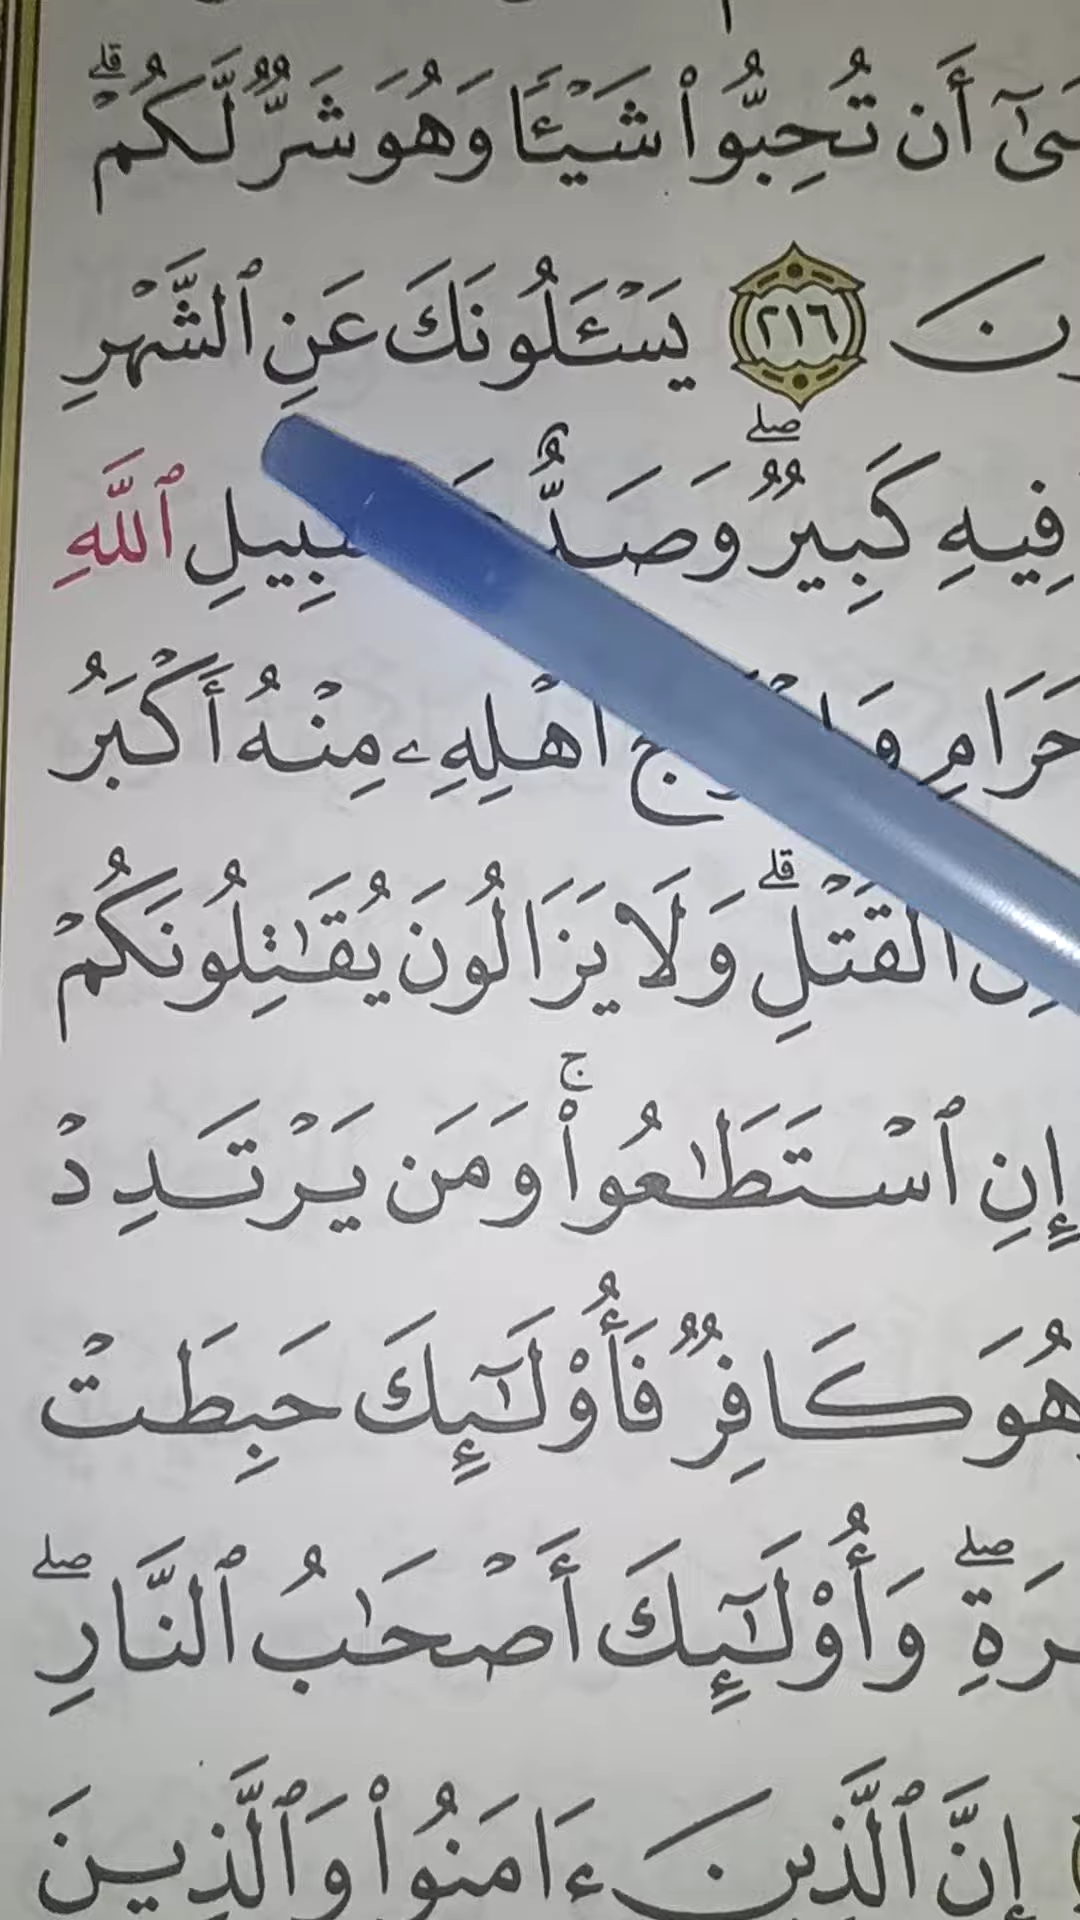 أَن تُحِبُّوا۟ شَيْـًٔا وَهُوَ شَرٌّ لَّكُمْ ۗ
٢١٦ يَسْـَٔلُونَكَ عَنِ ٱلشَّهْرِ
فِيهِ كَبِيرٌ ۖ وَصَدٌّ سَبِيلِ ٱللَّهِ
أَهْلِهِۦ مِنْهُ أَكْبَرُ
ٱلْقَتْلِ ۗ وَلَا يَزَالُونَ يُقَـٰتِلُونَكُمْ
إِنِ ٱسْتَطَـٰعُوا۟ ۚ وَمَن يَرْتَدِدْ
هُوَ كَافِرٌ فَأُو۟لَـٰٓئِكَ حَبِطَتْ
وَأُو۟لَـٰٓئِكَ أَصْحَـٰبُ ٱلنَّارِ ۖ
إِنَّ ٱلَّذِينَ ءَامَنُوا۟ وَٱلَّذِينَ